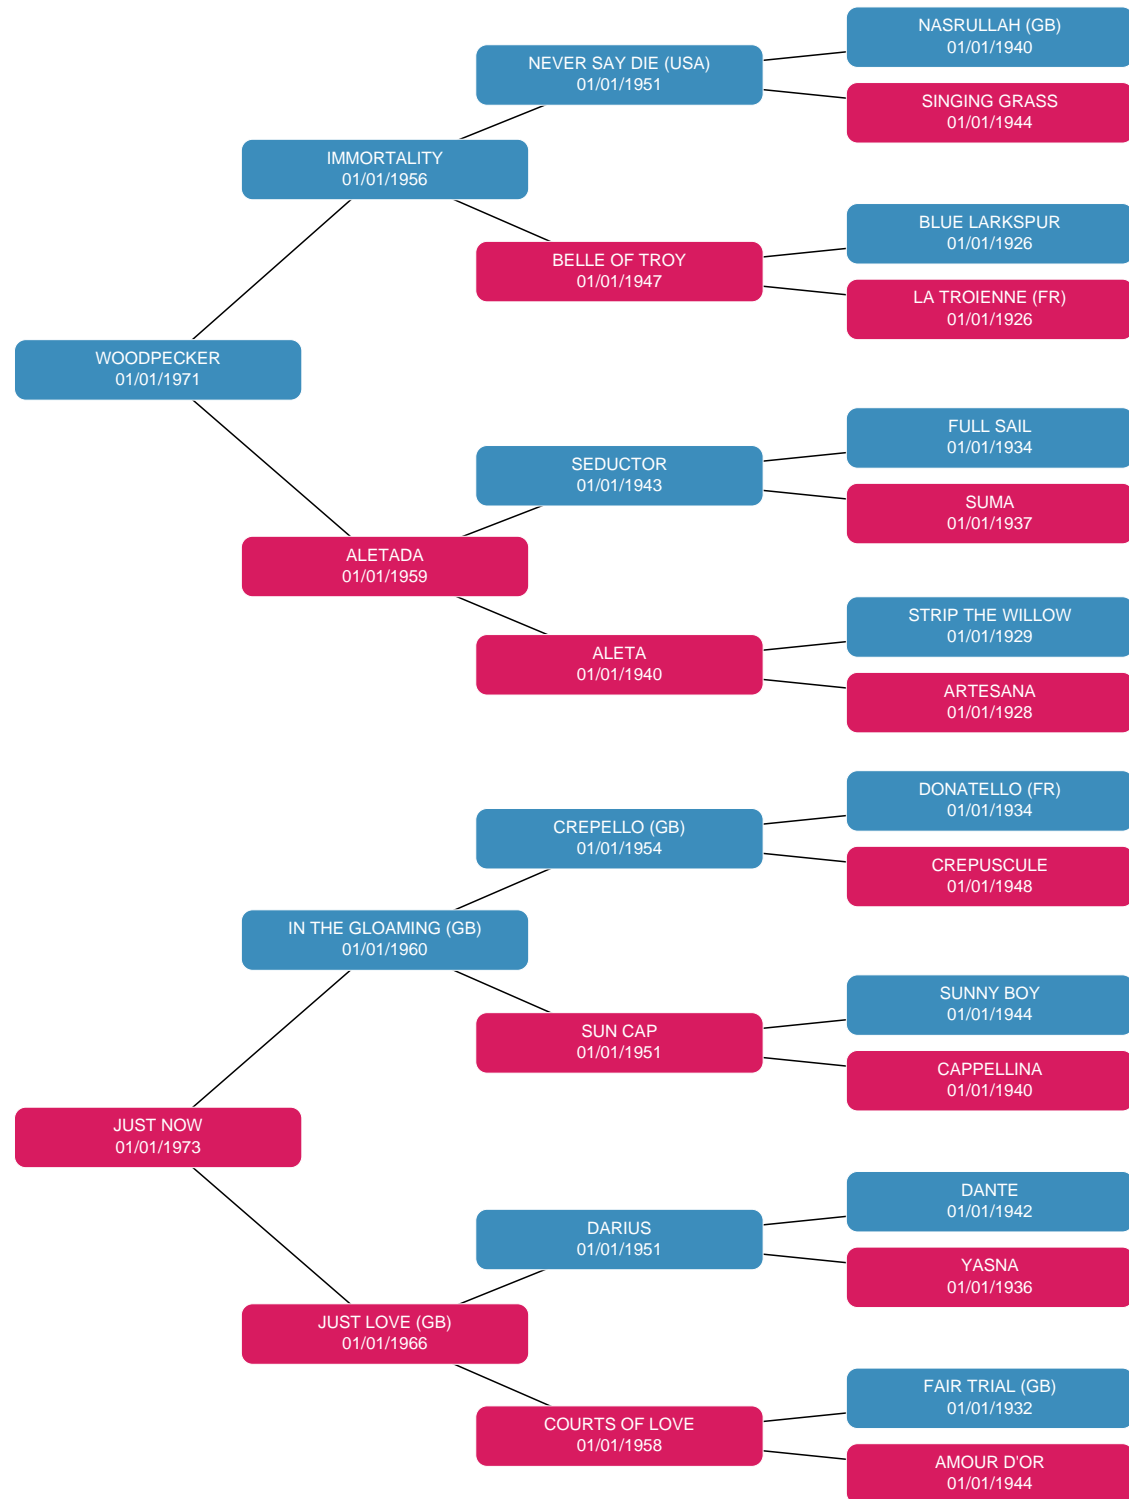 NASRULLAH (GB)
01/01/1940
NEVER SAY DIE (USA)
01/01/1951
SINGING GRASS
01/01/1944
IMMORTALITY
01/01/1956
BLUE LARKSPUR
01/01/1926
BELLE OF TROY
01/01/1947
LA TROIENNE (FR)
01/01/1926
WOODPECKER
01/01/1971
FULL SAIL
01/01/1934
SEDUCTOR
01/01/1943
SUMA
01/01/1937
ALETADA
01/01/1959
STRIP THE WILLOW
01/01/1929
ALETA
01/01/1940
ARTESANA
01/01/1928
DONATELLO (FR)
01/01/1934
CREPELLO (GB)
01/01/1954
CREPUSCULE
01/01/1948
IN THE GLOAMING (GB)
01/01/1960
SUNNY BOY
01/01/1944
SUN CAP
01/01/1951
CAPPELLINA
01/01/1940
JUST NOW
01/01/1973
DANTE
01/01/1942
DARIUS
01/01/1951
YASNA
01/01/1936
JUST LOVE (GB)
01/01/1966
FAIR TRIAL (GB)
01/01/1932
COURTS OF LOVE
01/01/1958
AMOUR D'OR
01/01/1944